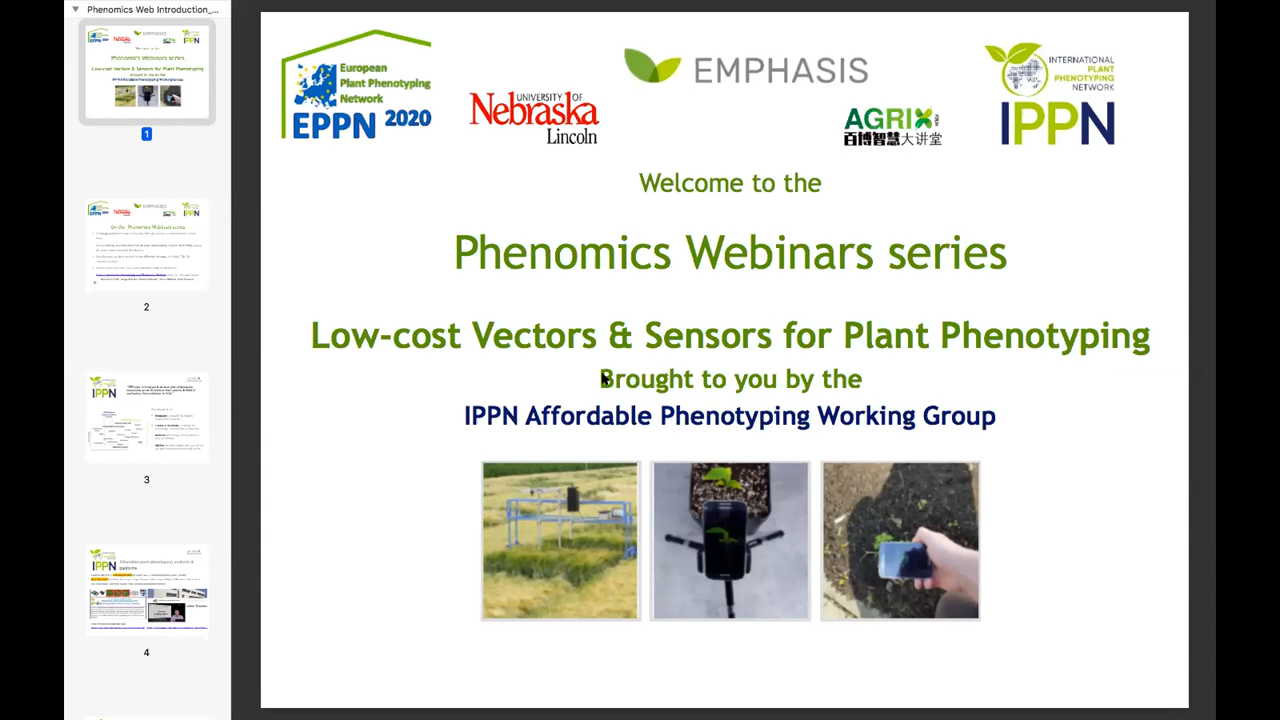 Phenomics Web Introduction_...
1
2
3
4
European
Plant Phenotyping
Network
EPPN 2020
UNIVERSITY OF
Nebraska
Lincoln
EMPHASIS
AGRIX
百博智慧大讲堂
INTERNATIONAL
PLANT
PHENOTYPING
NETWORK
IPPN
Welcome to the
Phenomics Webinars series
Low-cost Vectors & Sensors for Plant Phenotyping
Brought to you by the
IPPN Affordable Phenotyping Working Group